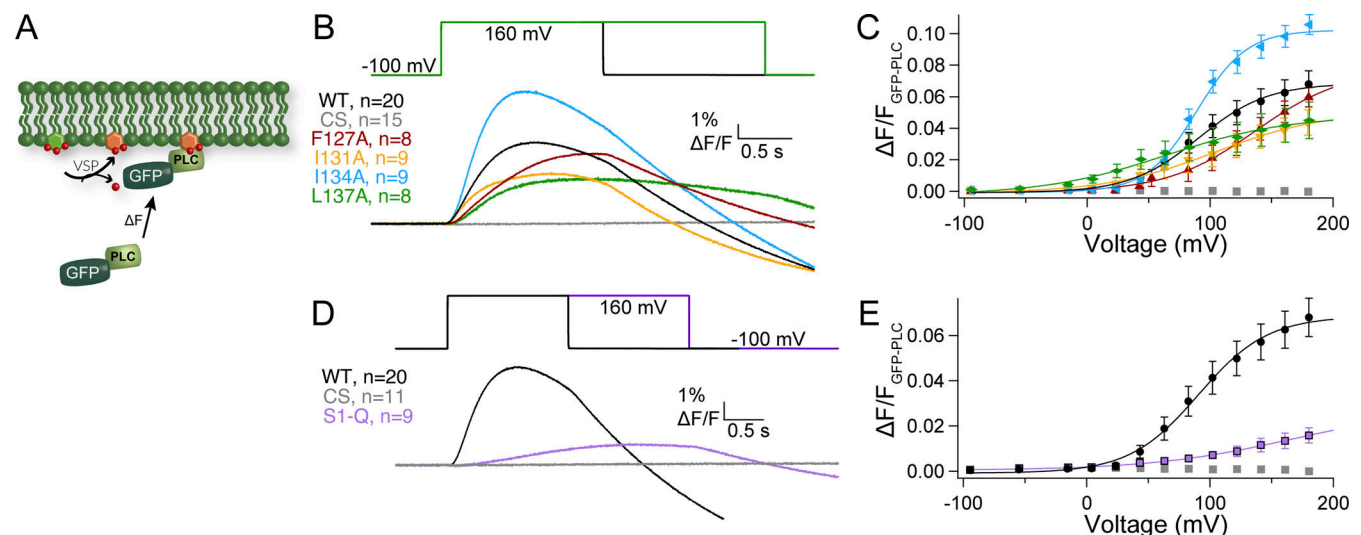 A
VSP
GFP
PLC
ΔF
GFP
PLC
B
160 mV
-100 mV
WT, n=20
CS, n=15
F127A, n=8
I131A, n=9
I134A, n=9
L137A, n=8
1%
ΔF/F
0.5 s
C
ΔF/F GFP-PLC
0.10
0.08
0.06
0.04
0.02
0.00
-100
0
100
200
Voltage (mV)
D
160 mV
-100 mV
WT, n=20
CS, n=11
S1-Q, n=9
1%
ΔF/F
0.5 s
E
ΔF/F GFP-PLC
0.06
0.04
0.02
0.00
-100
0
100
200
Voltage (mV)